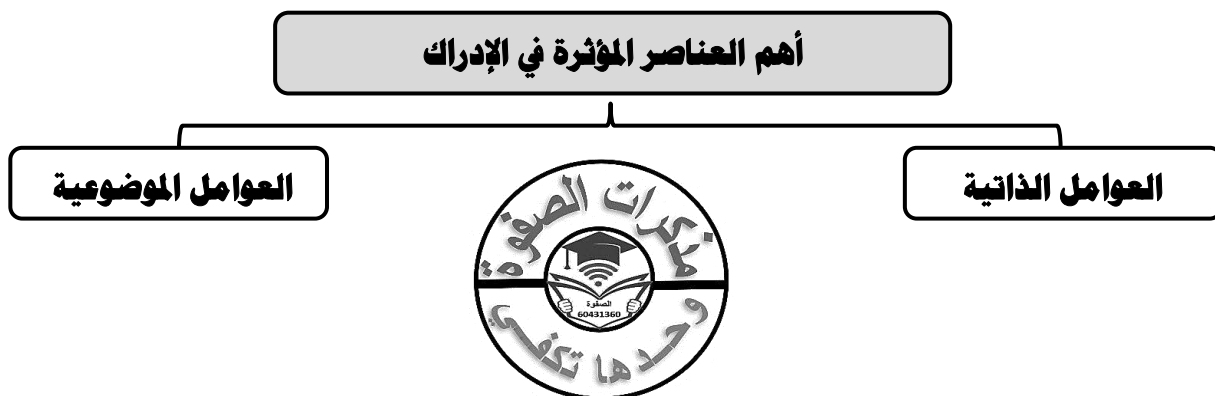 أهم العناصر المؤثرة في الإدراك
العوامل الذاتية
العوامل الموضوعية
مذكرات الصفوة
الصفوة
60431360
وحدها تكفي